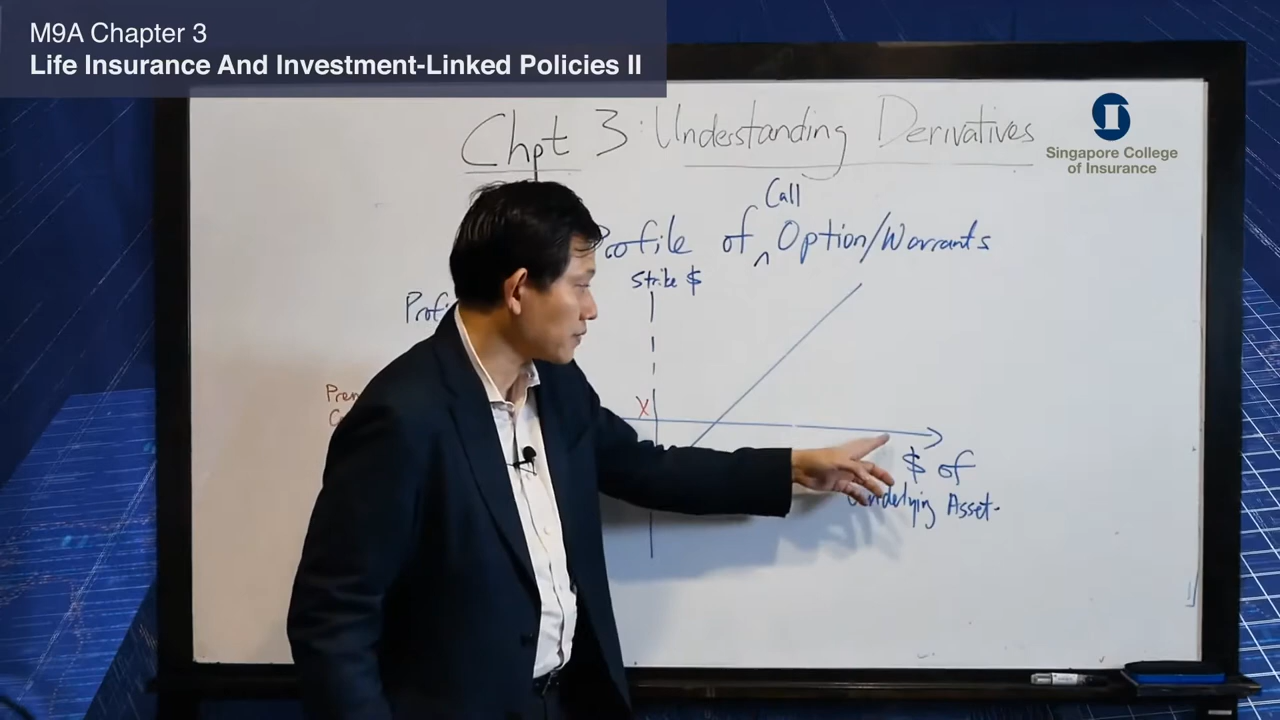 M9A Chapter 3
Life Insurance And Investment-Linked Policies II
Chpt 3: Understanding Derivatives
Singapore College
of Insurance
Call
of ^ Option/Warrants
Strike $
X
$ of
Asset